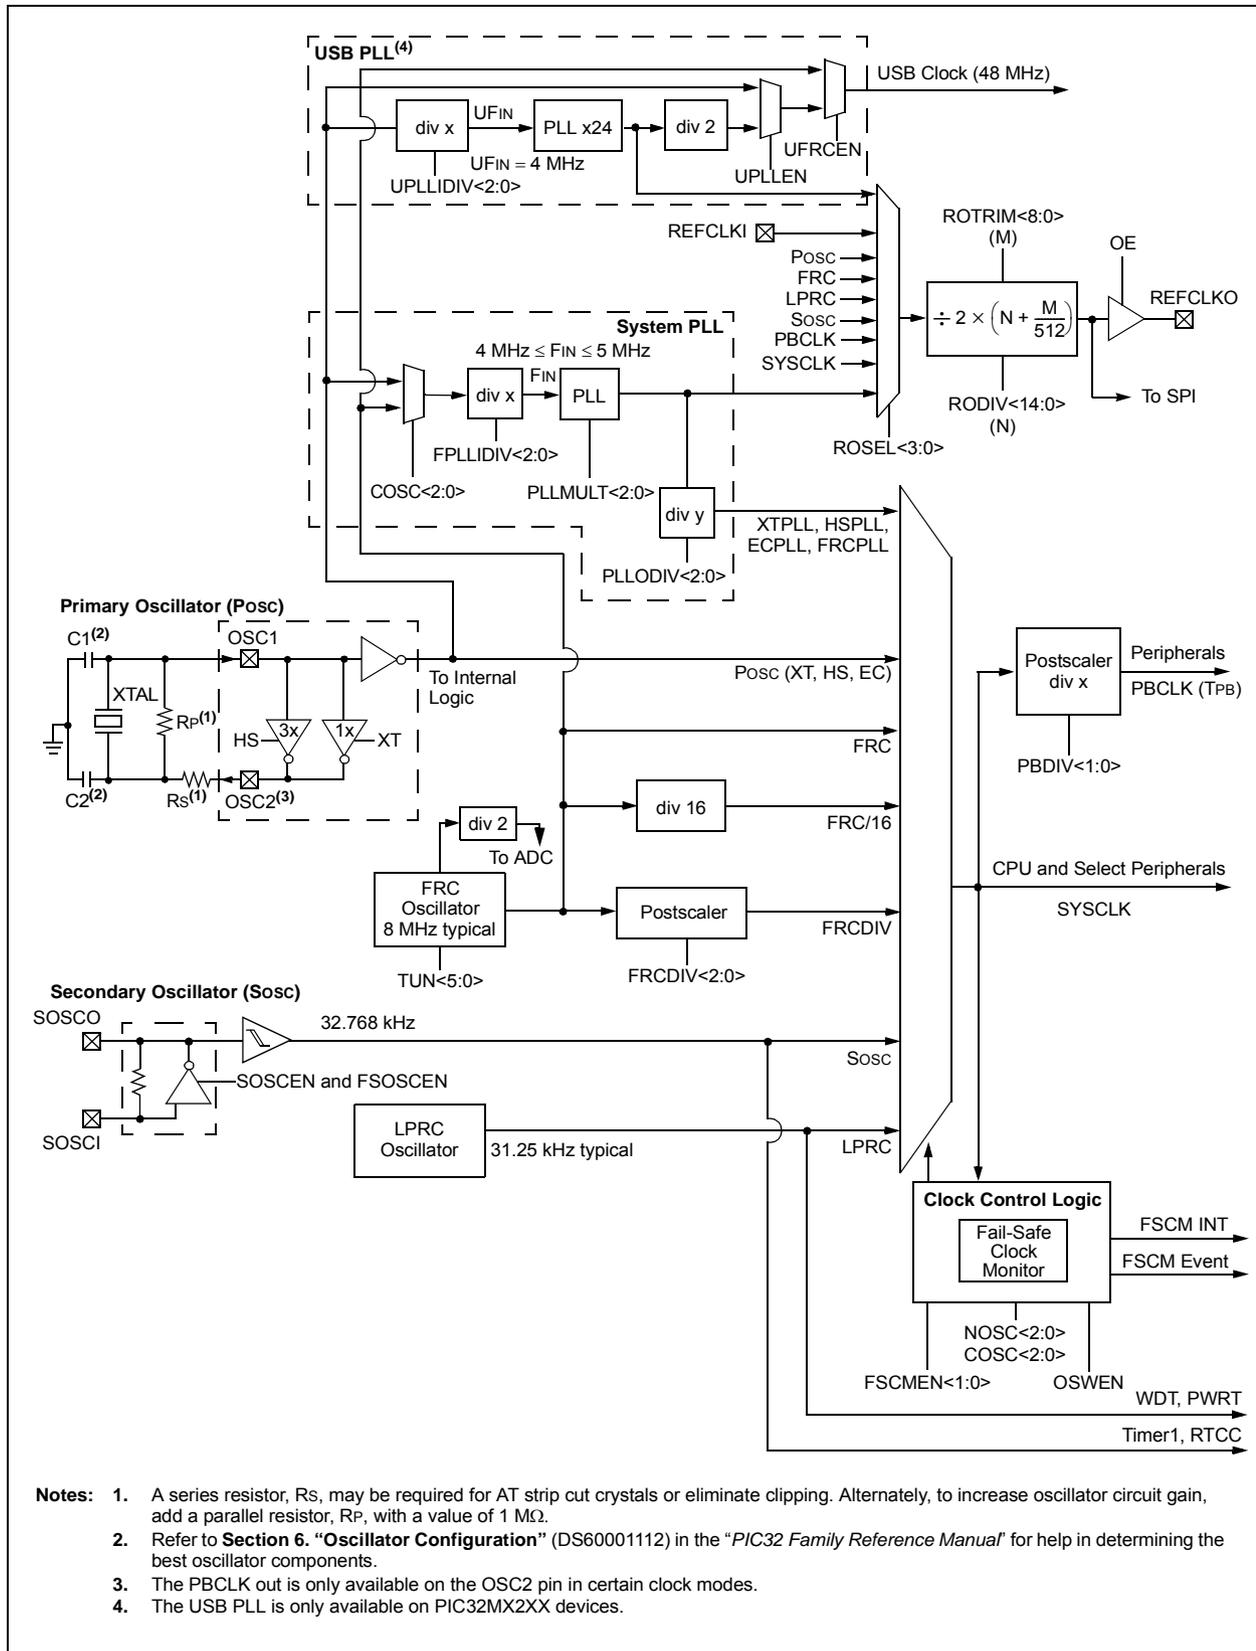 USB PLL(4)
USB Clock (48 MHz)
div x
UFIN
PLL x24
div 2
UFIN = 4 MHz
UFRCEN
UPLLEN
UPLLIDIV<2:0>
REFCLKI
POSC
FRC
LPRC
SOSC
PBCLK
SYSCLK
ROTRIM<8:0>
(M)
OE
REFCLKO
÷ 2 × (N + M/512)
To SPI
RODIV<14:0>
(N)
ROSEL<3:0>
System PLL
4 MHz ≤ FIN ≤ 5 MHz
FIN
div x
PLL
FPLLIDIV<2:0>
COSC<2:0>
PLLMULT<2:0>
div y
PLLODIV<2:0>
XTPLL, HSPLL,
ECPLL, FRCPLL
Primary Oscillator (POSC)
C1(2)
OSC1
XTAL
RP(1)
3x
1x
HS
XT
C2(2)
RS(1)
OSC2(3)
To Internal
Logic
POSC (XT, HS, EC)
FRC
Postscaler
div x
Peripherals
PBCLK (TPB)
PBDIV<1:0>
div 16
FRC/16
div 2
To ADC
FRC
Oscillator
8 MHz typical
TUN<5:0>
Postscaler
FRCDIV
FRCDIV<2:0>
CPU and Select Peripherals
SYSCLK
Secondary Oscillator (SOSC)
SOSCO
32.768 kHz
SOSC
SOSCEN and FSOSCEN
SOSCI
LPRC
Oscillator
31.25 kHz typical
LPRC
Clock Control Logic
Fail-Safe
Clock
Monitor
FSCM INT
FSCM Event
NOSC<2:0>
COSC<2:0>
FSCMEN<1:0>
OSWEN
WDT, PWRT
Timer1, RTCC
Notes: 1. A series resistor, RS, may be required for AT strip cut crystals or eliminate clipping. Alternately, to increase oscillator circuit gain,
add a parallel resistor, RP, with a value of 1 MΩ.
2. Refer to Section 6. “Oscillator Configuration” (DS60001112) in the “PIC32 Family Reference Manual” for help in determining the
best oscillator components.
3. The PBCLK out is only available on the OSC2 pin in certain clock modes.
4. The USB PLL is only available on PIC32MX2XX devices.